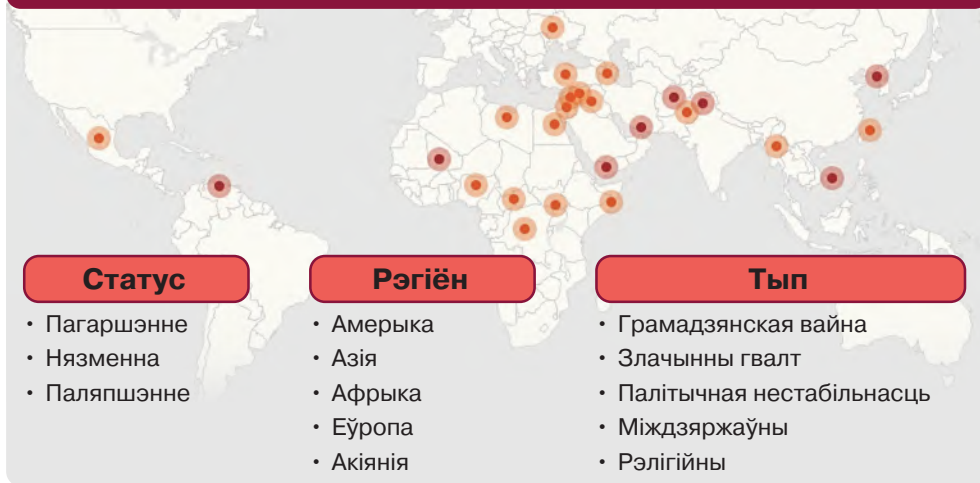 Статус
• Пагаршэнне
• Нязменна
• Паляпшэнне
Рэгіён
• Амерыка
• Азія
• Афрыка
• Еўропа
• Акіянія
Тып
• Грамадзянская вайна
• Злачынны гвалт
• Палітычная нестабільнасць
• Міждзяржаўны
• Рэлігійны